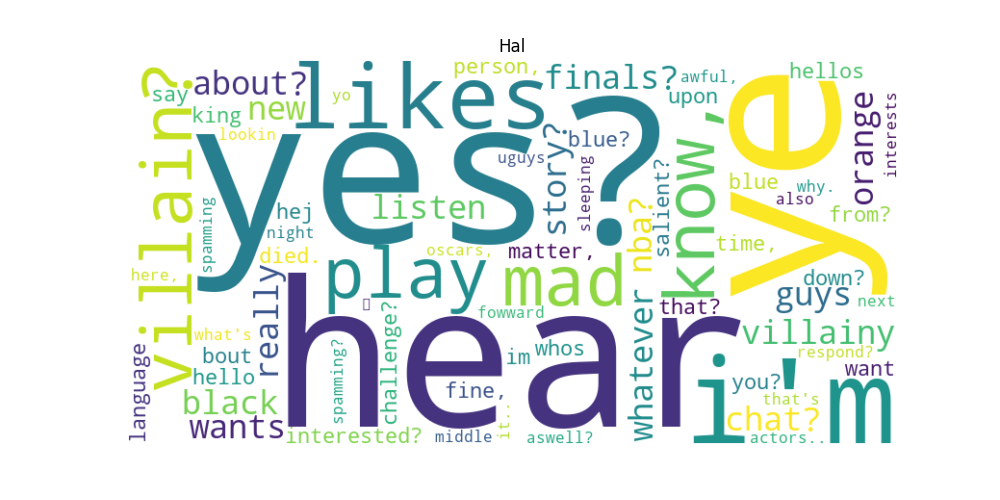 Hal
person,
hellos
villain?
say
about?
king
new
likes
yo
lookin
finals?
awful,
upon
yes?
blue?
story?
uguys
sleeping
salient?
know,
ye
orange
interests
blue
why.
also
from?
time,
spamming
hej
night
listen
died.
oscars,
matter,
nba?
here,
really
play
mad
whatever
that?
down?
guys
next
hear
fowward
challenge?
what's
villainy
bout
hello
im
whos
respond?
want
language
spamming?
fine,
you?
i'm
that's
black
wants
chat?
interested?
middle
it..
aswell?
actors..